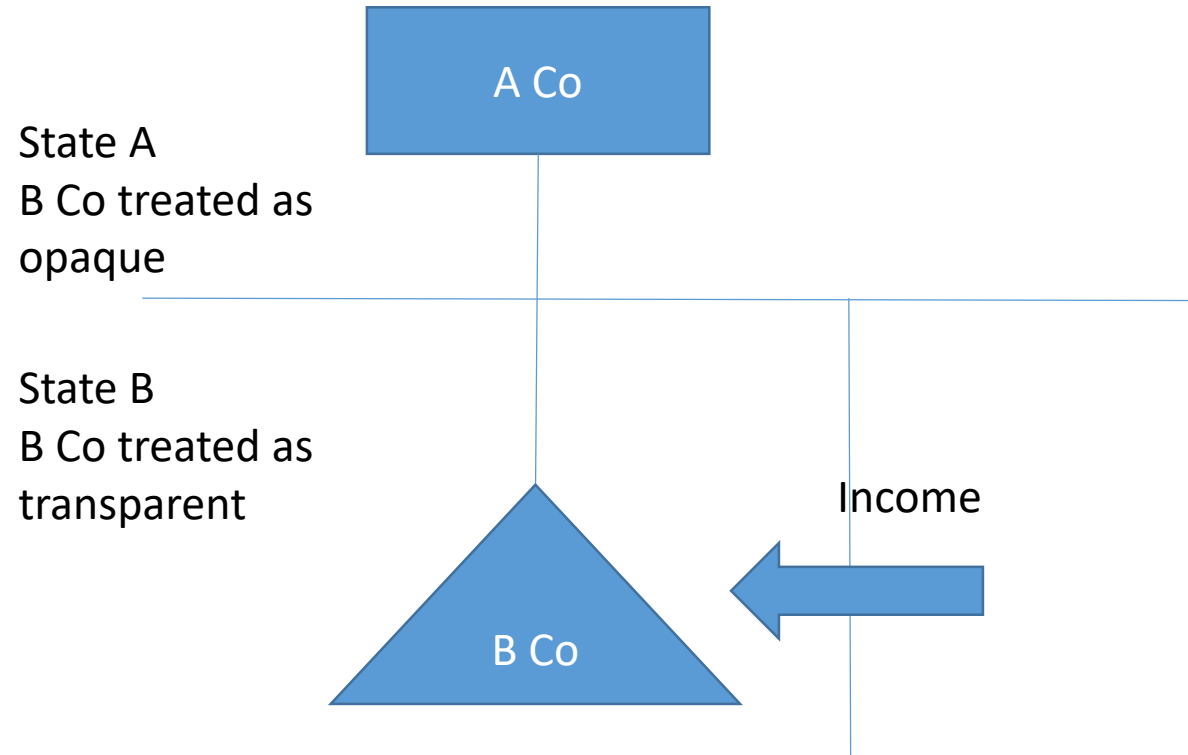 A Co
State A
B Co treated as
opaque
State B
B Co treated as
transparent
Income
B Co